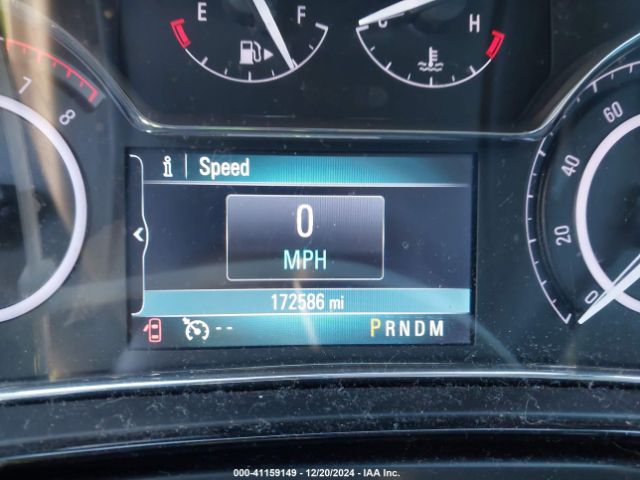 E F
C H
7
8
60
40
20
0
i Speed
0
MPH
172586 mi
-- PRNDM
000-41159149 - 12/20/2024 - IAA Inc.